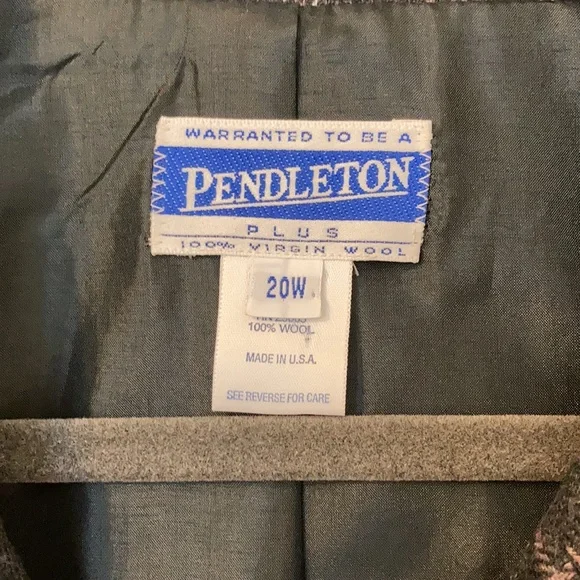 WARRANTED TO BE A
PENDLETON
PLUS
100% VIRGIN WOOL
20W
100% WOOL
MADE IN U.S.A.
SEE REVERSE FOR CARE